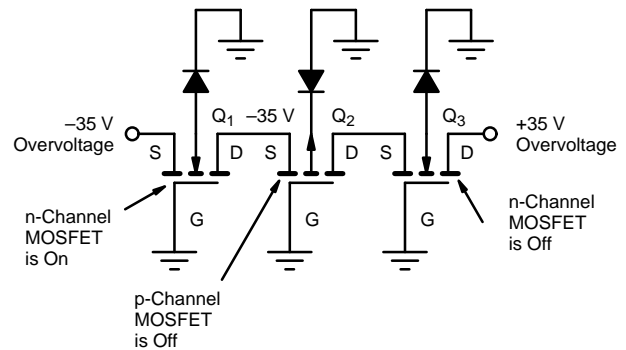 Q1 –35 V Q2 Q3
–35 V
Overvoltage
+35 V
Overvoltage
S D S D S D
G G G
n-Channel
MOSFET
is On
p-Channel
MOSFET
is Off
n-Channel
MOSFET
is Off